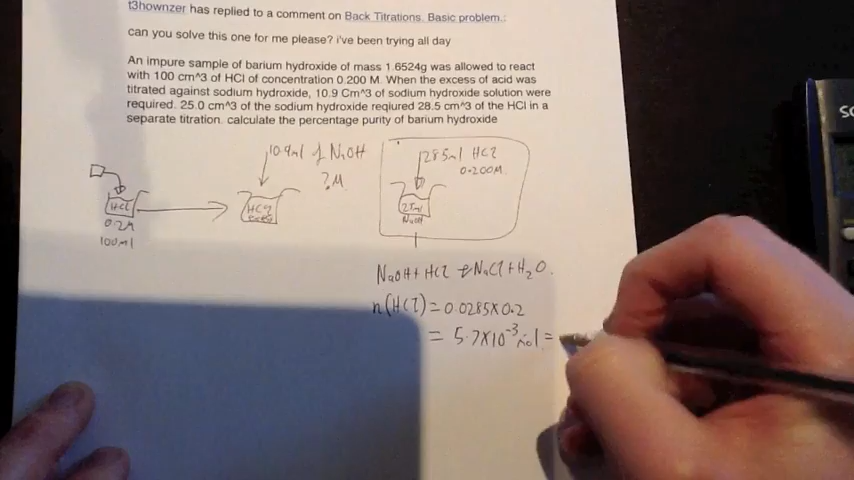 t3hownzer has replied to a comment on Back Titrations. Basic problem.:
can you solve this one for me please? i've been trying all day
An impure sample of barium hydroxide of mass 1.6524g was allowed to react
with 100 cm^3 of HCl of concentration 0.200 M. When the excess of acid was
titrated against sodium hydroxide, 10.9 Cm^3 of sodium hydroxide solution were
required. 25.0 cm^3 of the sodium hydroxide reqiured 28.5 cm^3 of the HCl in a
separate titration. calculate the percentage purity of barium hydroxide
10.9ml of NaOH
?M
28.5ml HCl
0.200M
HCl
0.2M
100ml
HCl
excess
25ml
NaOH
NaOH + HCl → NaCl + H2O.
n(HCl) = 0.0285 × 0.2
= 5.7 × 10^-3 mol =